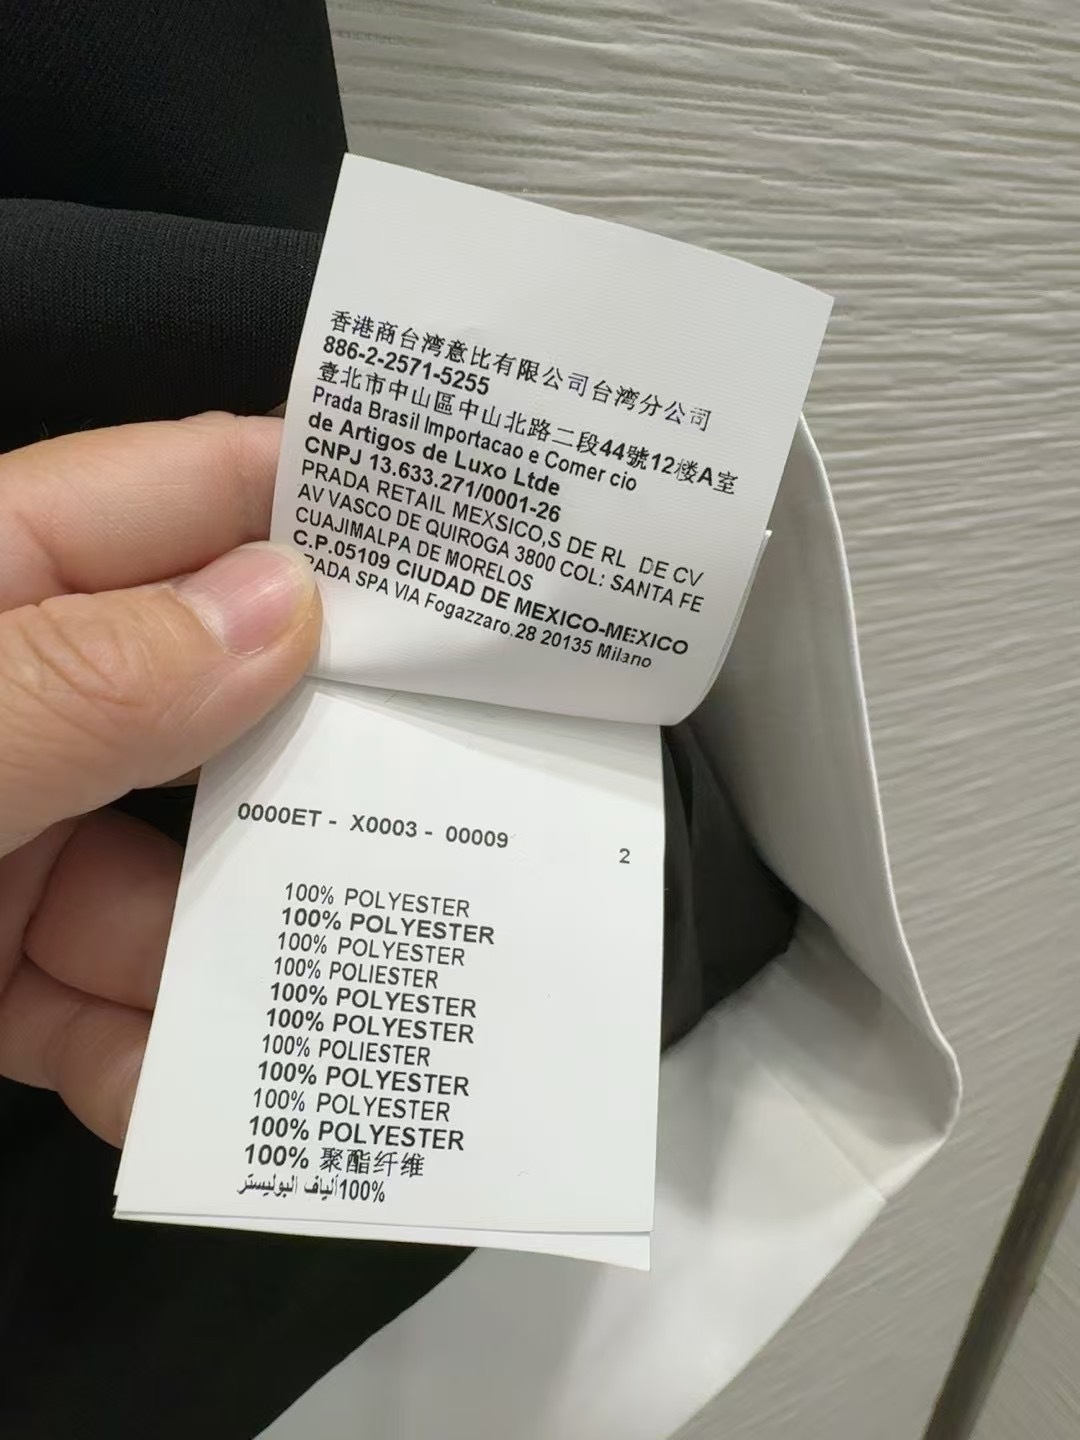 香港商台湾意比有限公司台湾分公司
886-2-2571-5255
壹北市中山區中山北路二段44號12楼A室
Prada Brasil Importacao e Comer cio
de Artigos de Luxo Ltde
CNPJ 13.633.271/0001-26
PRADA RETAIL MEXSICO,S DE RL DE CV
AV VASCO DE QUIROGA 3800 COL: SANTA FE
CUAJIMALPA DE MORELOS
C.P.05109 CIUDAD DE MEXICO-MEXICO
RADA SPA VIA Fogazzaro.28 20135 Milano
0000ET - X0003 - 00009
2
100% POLYESTER
100% POLYESTER
100% POLYESTER
100% POLIESTER
100% POLYESTER
100% POLYESTER
100% POLIESTER
100% POLYESTER
100% POLYESTER
100% POLYESTER
100% 聚酯纤维
100%ألياف البوليستر